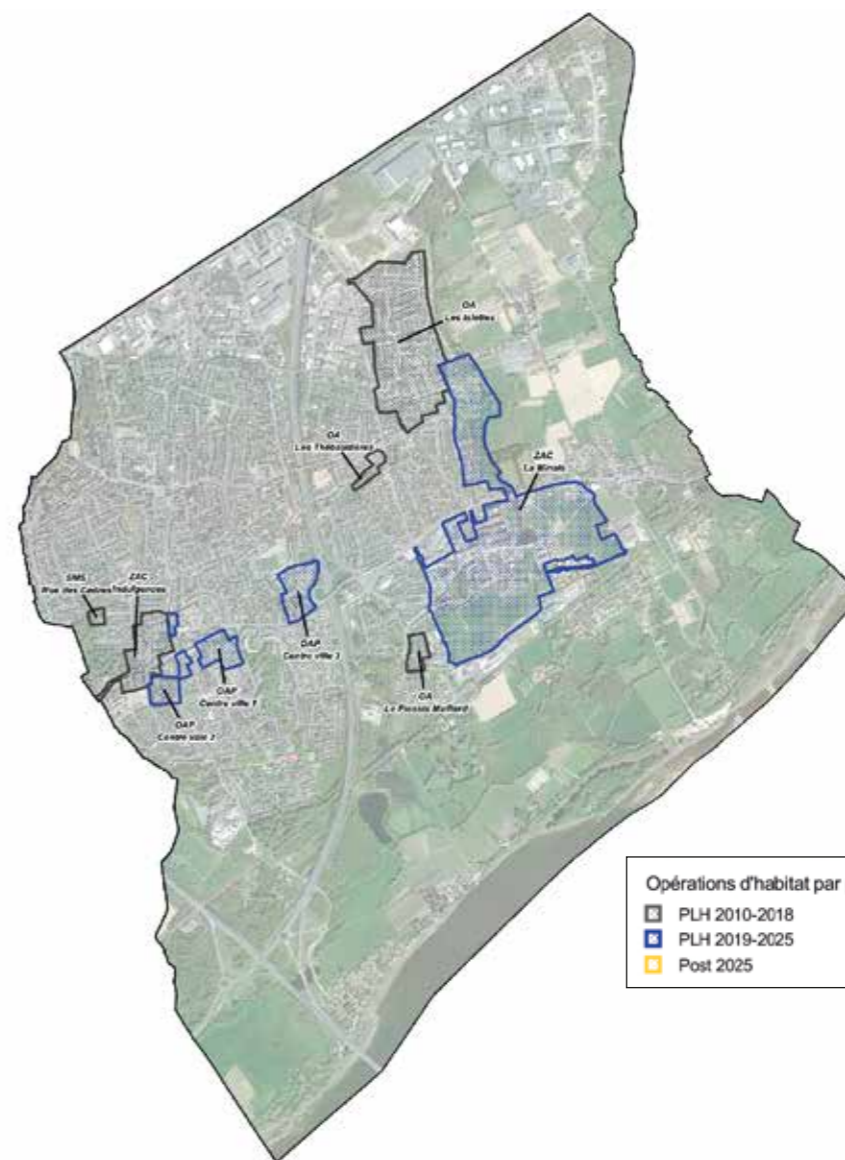 OA
Les Islettes
OA
Les Thébaudières
ZAC
La Minais
SMS
Rue des Cèdres
ZAC
OAP
Centre ville 3
OAP
Centre ville 1
OAP
Centre ville 2
OA
Le Plessis Maillard
Opérations d'habitat par
PLH 2010-2018
PLH 2019-2025
Post 2025